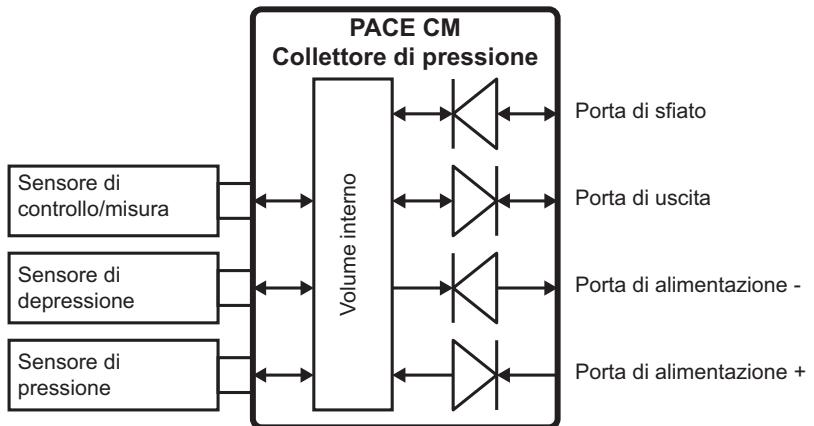 PACE CM
Collettore di pressione
Porta di sfiato
Sensore di
controllo/misura
Porta di uscita
Volume interno
Sensore di
depressione
Porta di alimentazione -
Sensore di
pressione
Porta di alimentazione +